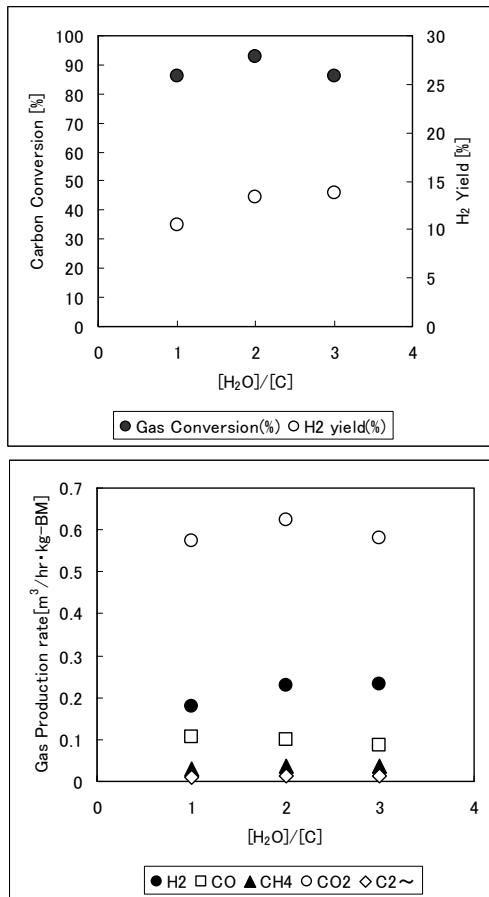 100
90
80
70
60
50
40
30
20
10
0
Carbon Conversion [%]
30
25
20
15
10
5
0
H2 Yield [%]
0 1 2 3 4
[H2O]/[C]
●Gas Conversion(%) ○H2 yield(%)
0.7
0.6
0.5
0.4
0.3
0.2
0.1
0
Gas Production rate[m³/hr・kg-BM]
0 1 2 3 4
[H2O]/[C]
●H2 □CO ▲CH4 ○CO2 ◇C2～